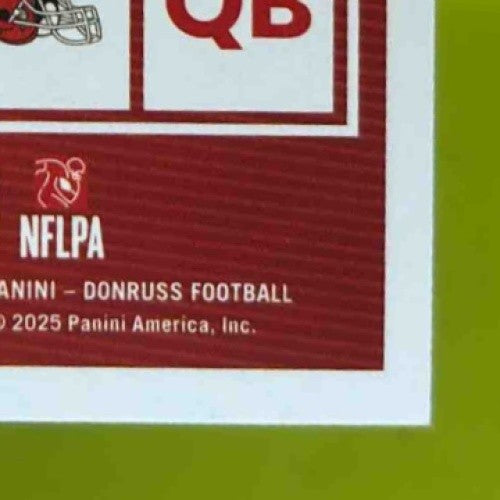 QB
NFLPA
ANINI – DONRUSS FOOTBALL
© 2025 Panini America, Inc.